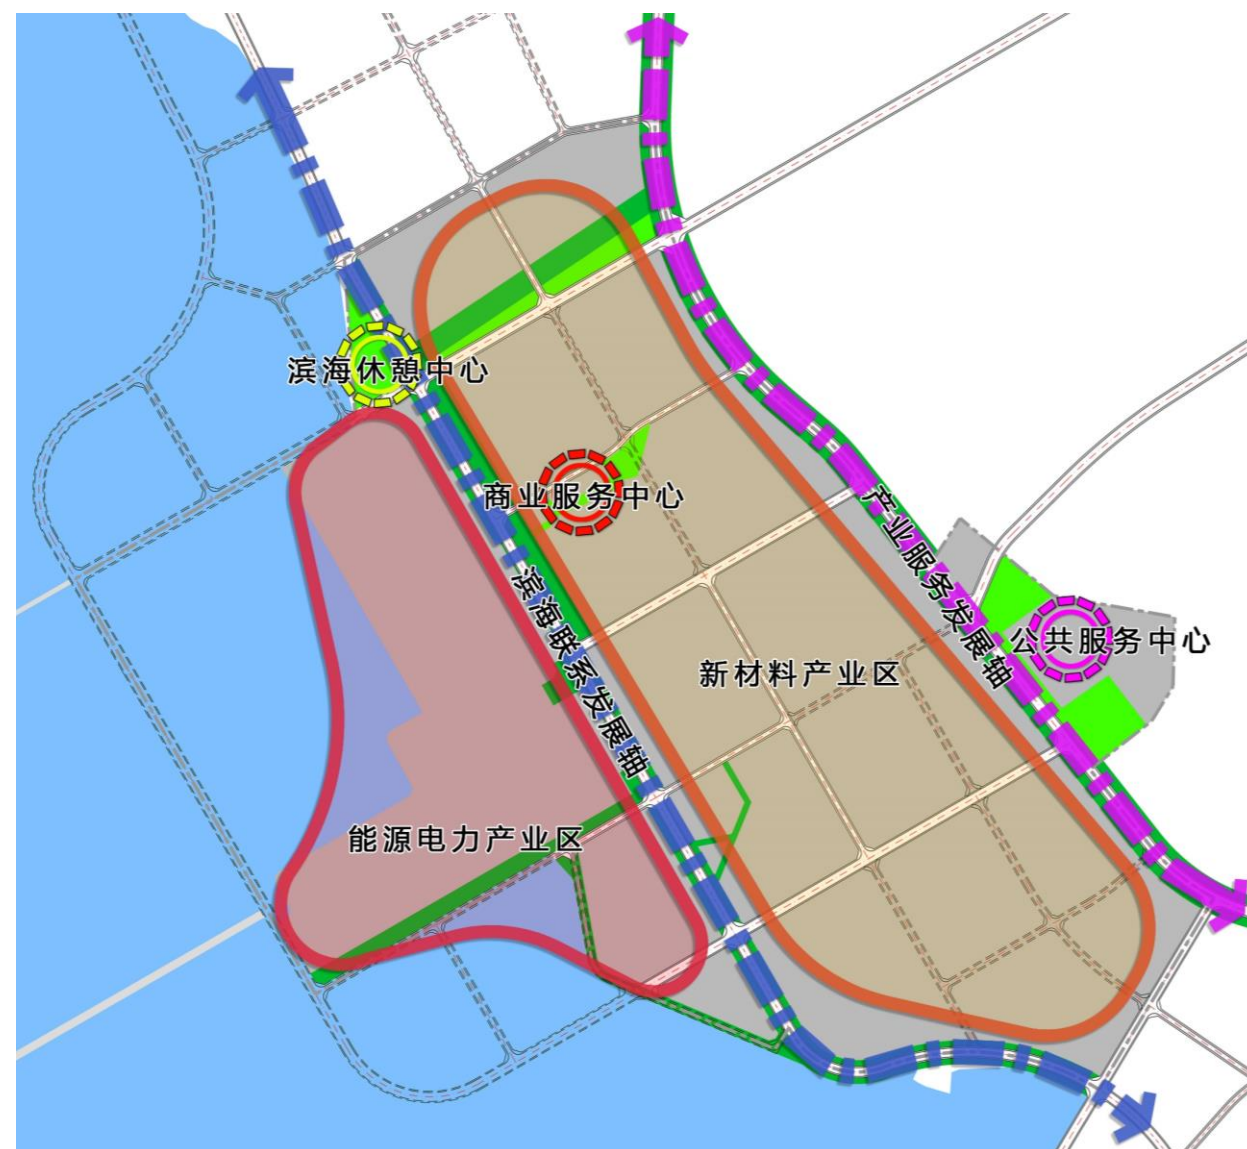 滨海休憩中心
商业服务中心
产业服务发展轴
滨海联系发展轴
公共服务中心
新材料产业区
能源电力产业区